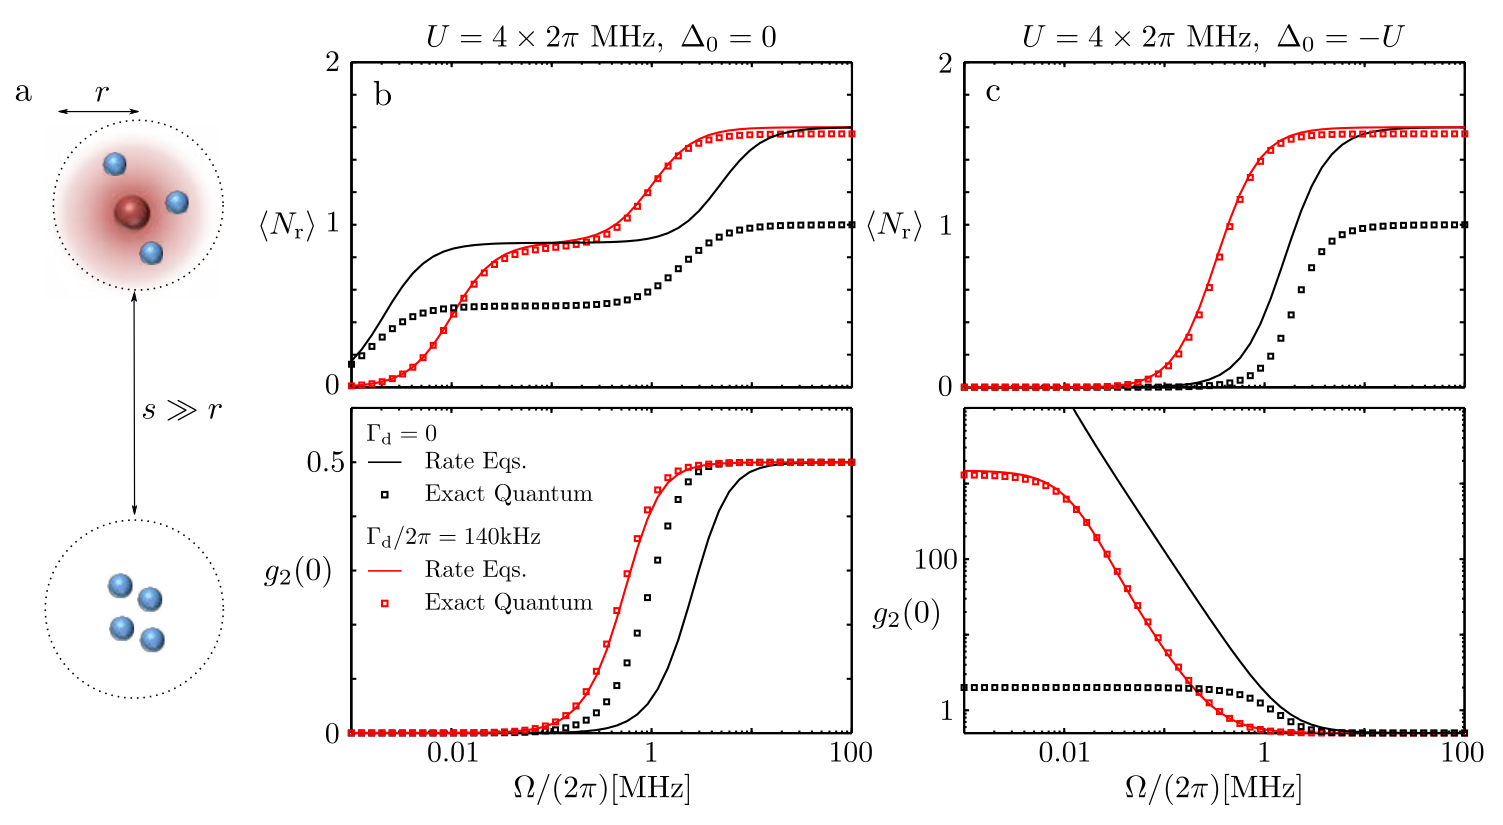 a
r
s ≫ r
U = 4 × 2π MHz, Δ₀ = 0
b
2
1
0
⟨Nᵣ⟩
0.5
0
g₂(0)
Γd = 0
Rate Eqs.
Exact Quantum
Γd/2π = 140kHz
Rate Eqs.
Exact Quantum
0.01 1 100
Ω/(2π)[MHz]
U = 4 × 2π MHz, Δ₀ = −U
c
2
1
0
⟨Nᵣ⟩
100
1
g₂(0)
0.01 1 100
Ω/(2π)[MHz]